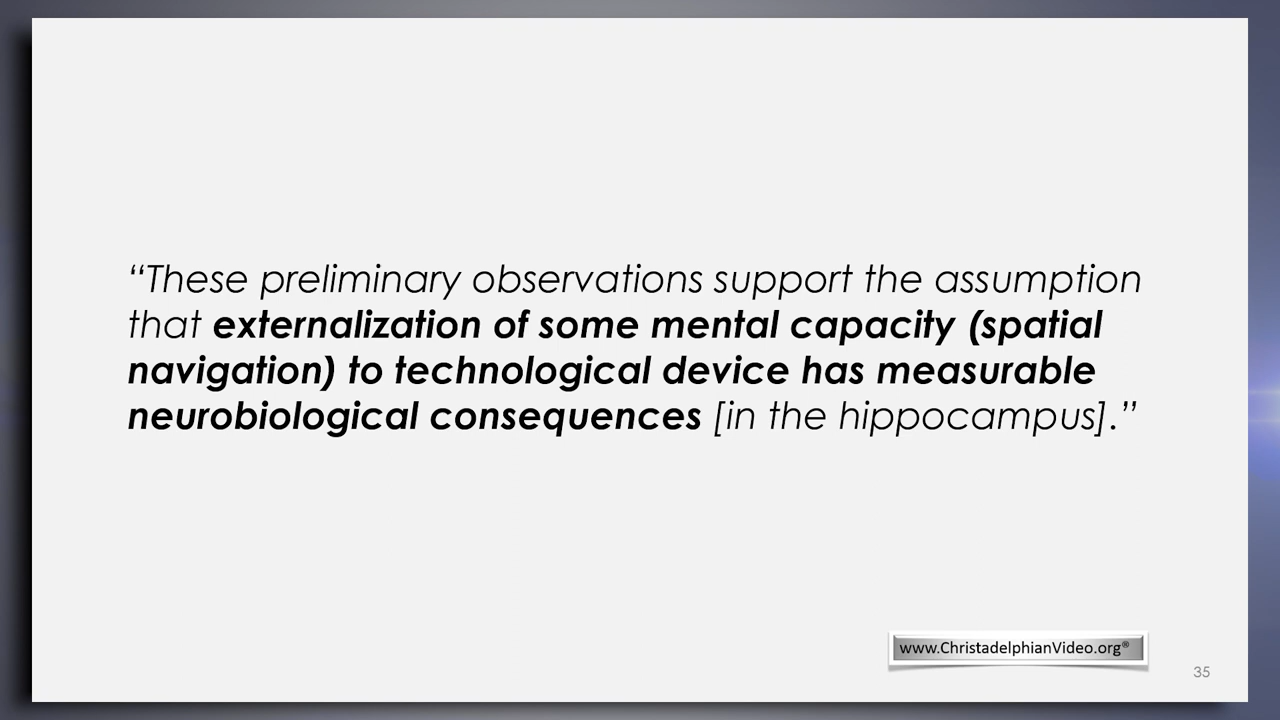 “These preliminary observations support the assumption
that externalization of some mental capacity (spatial
navigation) to technological device has measurable
neurobiological consequences [in the hippocampus].”
www.ChristadelphianVideo.org®
35